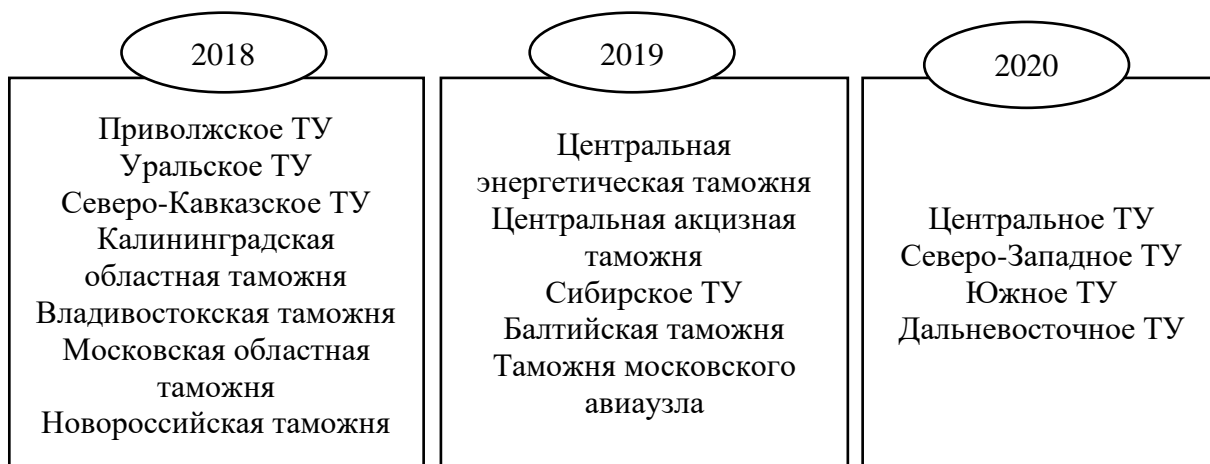 2018
Приволжское ТУ
Уральское ТУ
Северо-Кавказское ТУ
Калининградская
областная таможня
Владивостокская таможня
Московская областная
таможня
Новороссийская таможня
2019
Центральная
энергетическая таможня
Центральная акцизная
таможня
Сибирское ТУ
Балтийская таможня
Таможня московского
авиаузла
2020
Центральное ТУ
Северо-Западное ТУ
Южное ТУ
Дальневосточное ТУ